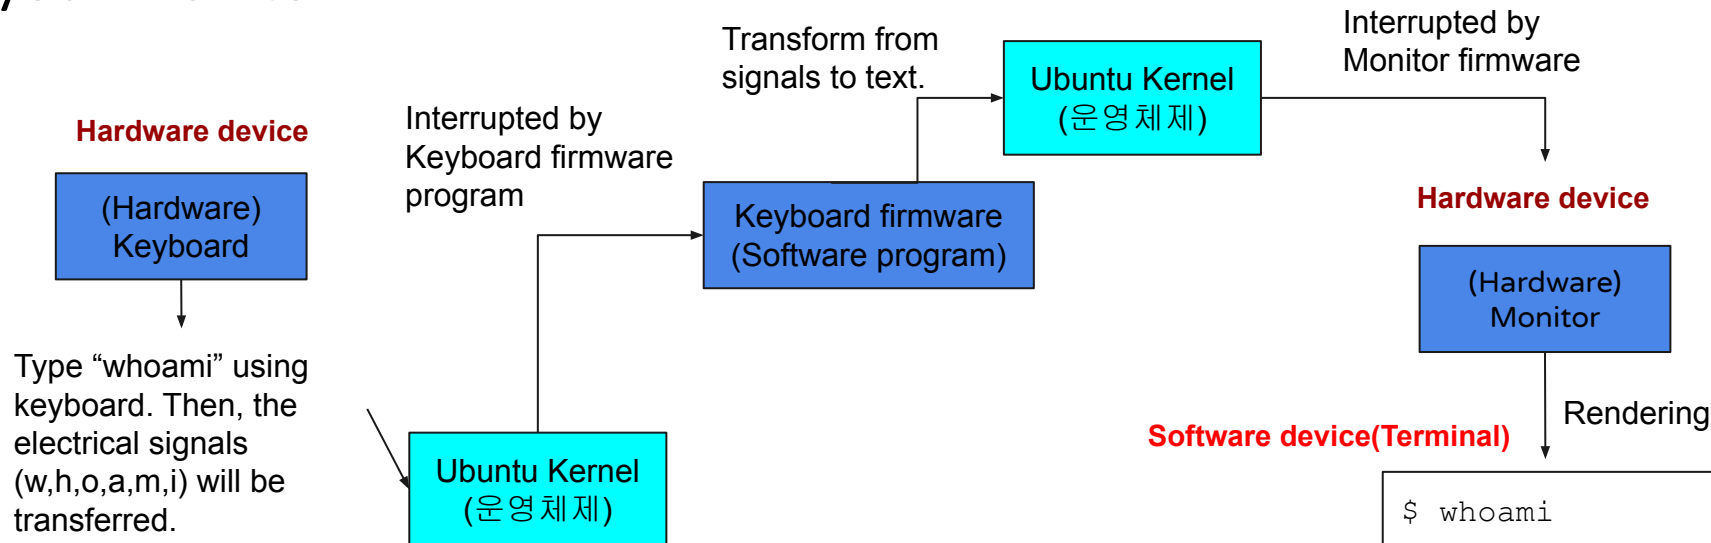 Hardware device
(Hardware)
Keyboard
Type “whoami” using
keyboard. Then, the
electrical signals
(w,h,o,a,m,i) will be
transferred.
Ubuntu Kernel
(운영체제)
Interrupted by
Keyboard firmware
program
Keyboard firmware
(Software program)
Transform from
signals to text.
Ubuntu Kernel
(운영체제)
Interrupted by
Monitor firmware
Hardware device
(Hardware)
Monitor
Rendering
Software device(Terminal)
$ whoami